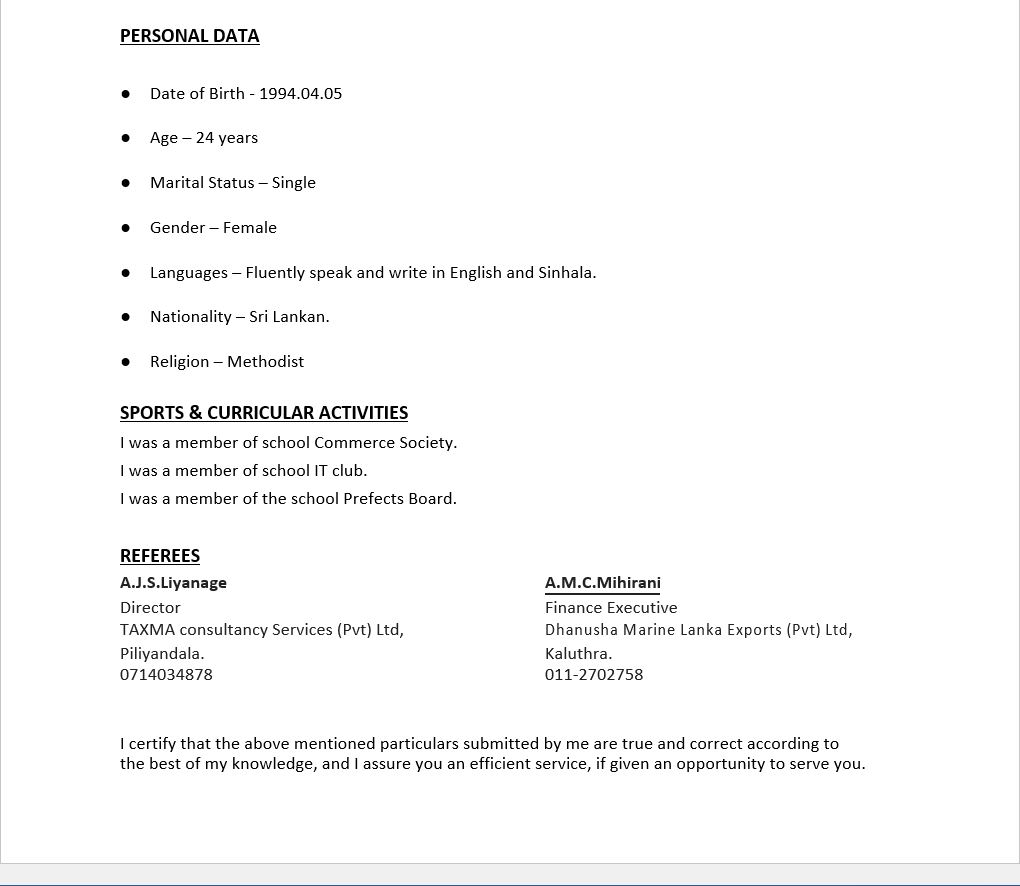 PERSONAL DATA
● Date of Birth - 1994.04.05
● Age – 24 years
● Marital Status – Single
● Gender – Female
● Languages – Fluently speak and write in English and Sinhala.
● Nationality – Sri Lankan.
● Religion – Methodist
SPORTS & CURRICULAR ACTIVITIES
I was a member of school Commerce Society.
I was a member of school IT club.
I was a member of the school Prefects Board.
REFEREES
A.J.S.Liyanage
Director
TAXMA consultancy Services (Pvt) Ltd,
Piliyandala.
0714034878
A.M.C.Mihirani
Finance Executive
Dhanusha Marine Lanka Exports (Pvt) Ltd,
Kaluthra.
011-2702758
I certify that the above mentioned particulars submitted by me are true and correct according to
the best of my knowledge, and I assure you an efficient service, if given an opportunity to serve you.